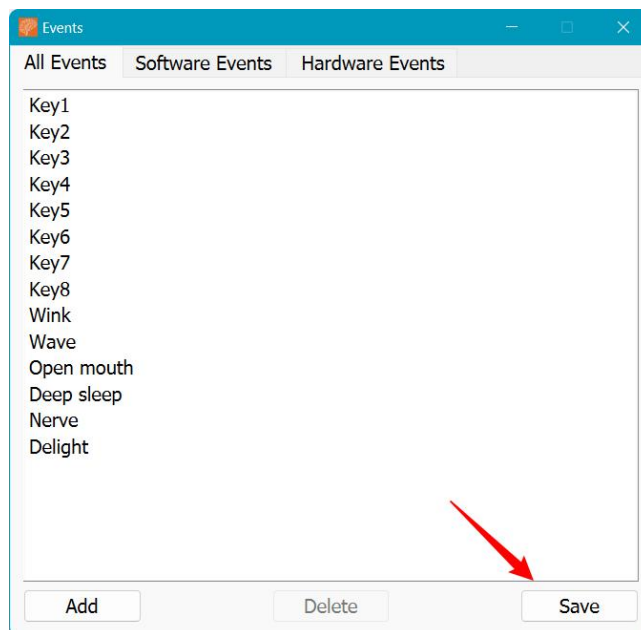 Events
All Events Software Events Hardware Events
Key1
Key2
Key3
Key4
Key5
Key6
Key7
Key8
Wink
Wave
Open mouth
Deep sleep
Nerve
Delight
Add Delete Save